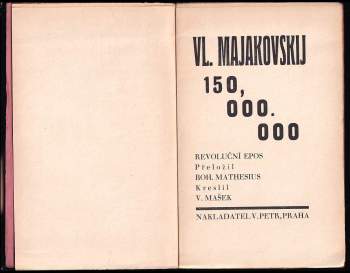 VL. MAJAKOVSKIJ
150,
000.
000
REVOLUČNÍ EPOS
Přeložil
BOH. MATHESIUS
Kreslil
V. MAŠEK
NAKLADATEL V. PETR, PRAHA